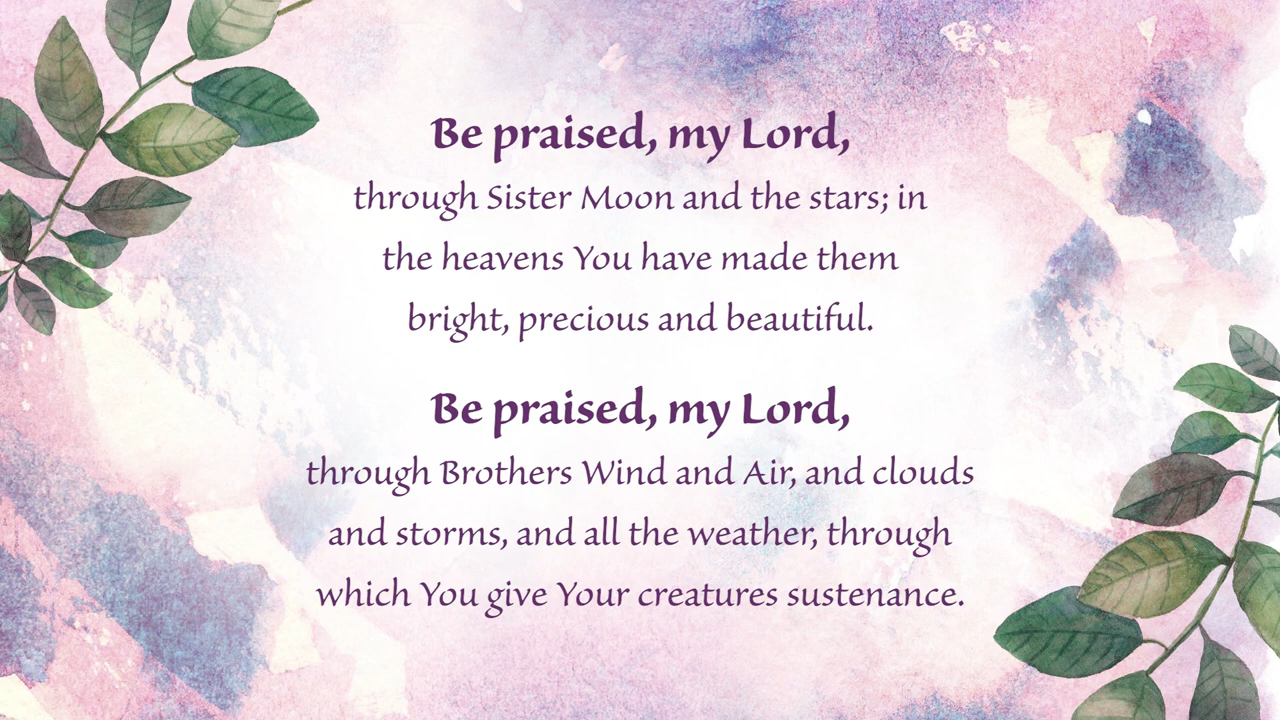 Be praised, my Lord,
through Sister Moon and the stars; in
the heavens You have made them
bright, precious and beautiful.
Be praised, my Lord,
through Brothers Wind and Air, and clouds
and storms, and all the weather, through
which You give Your creatures sustenance.